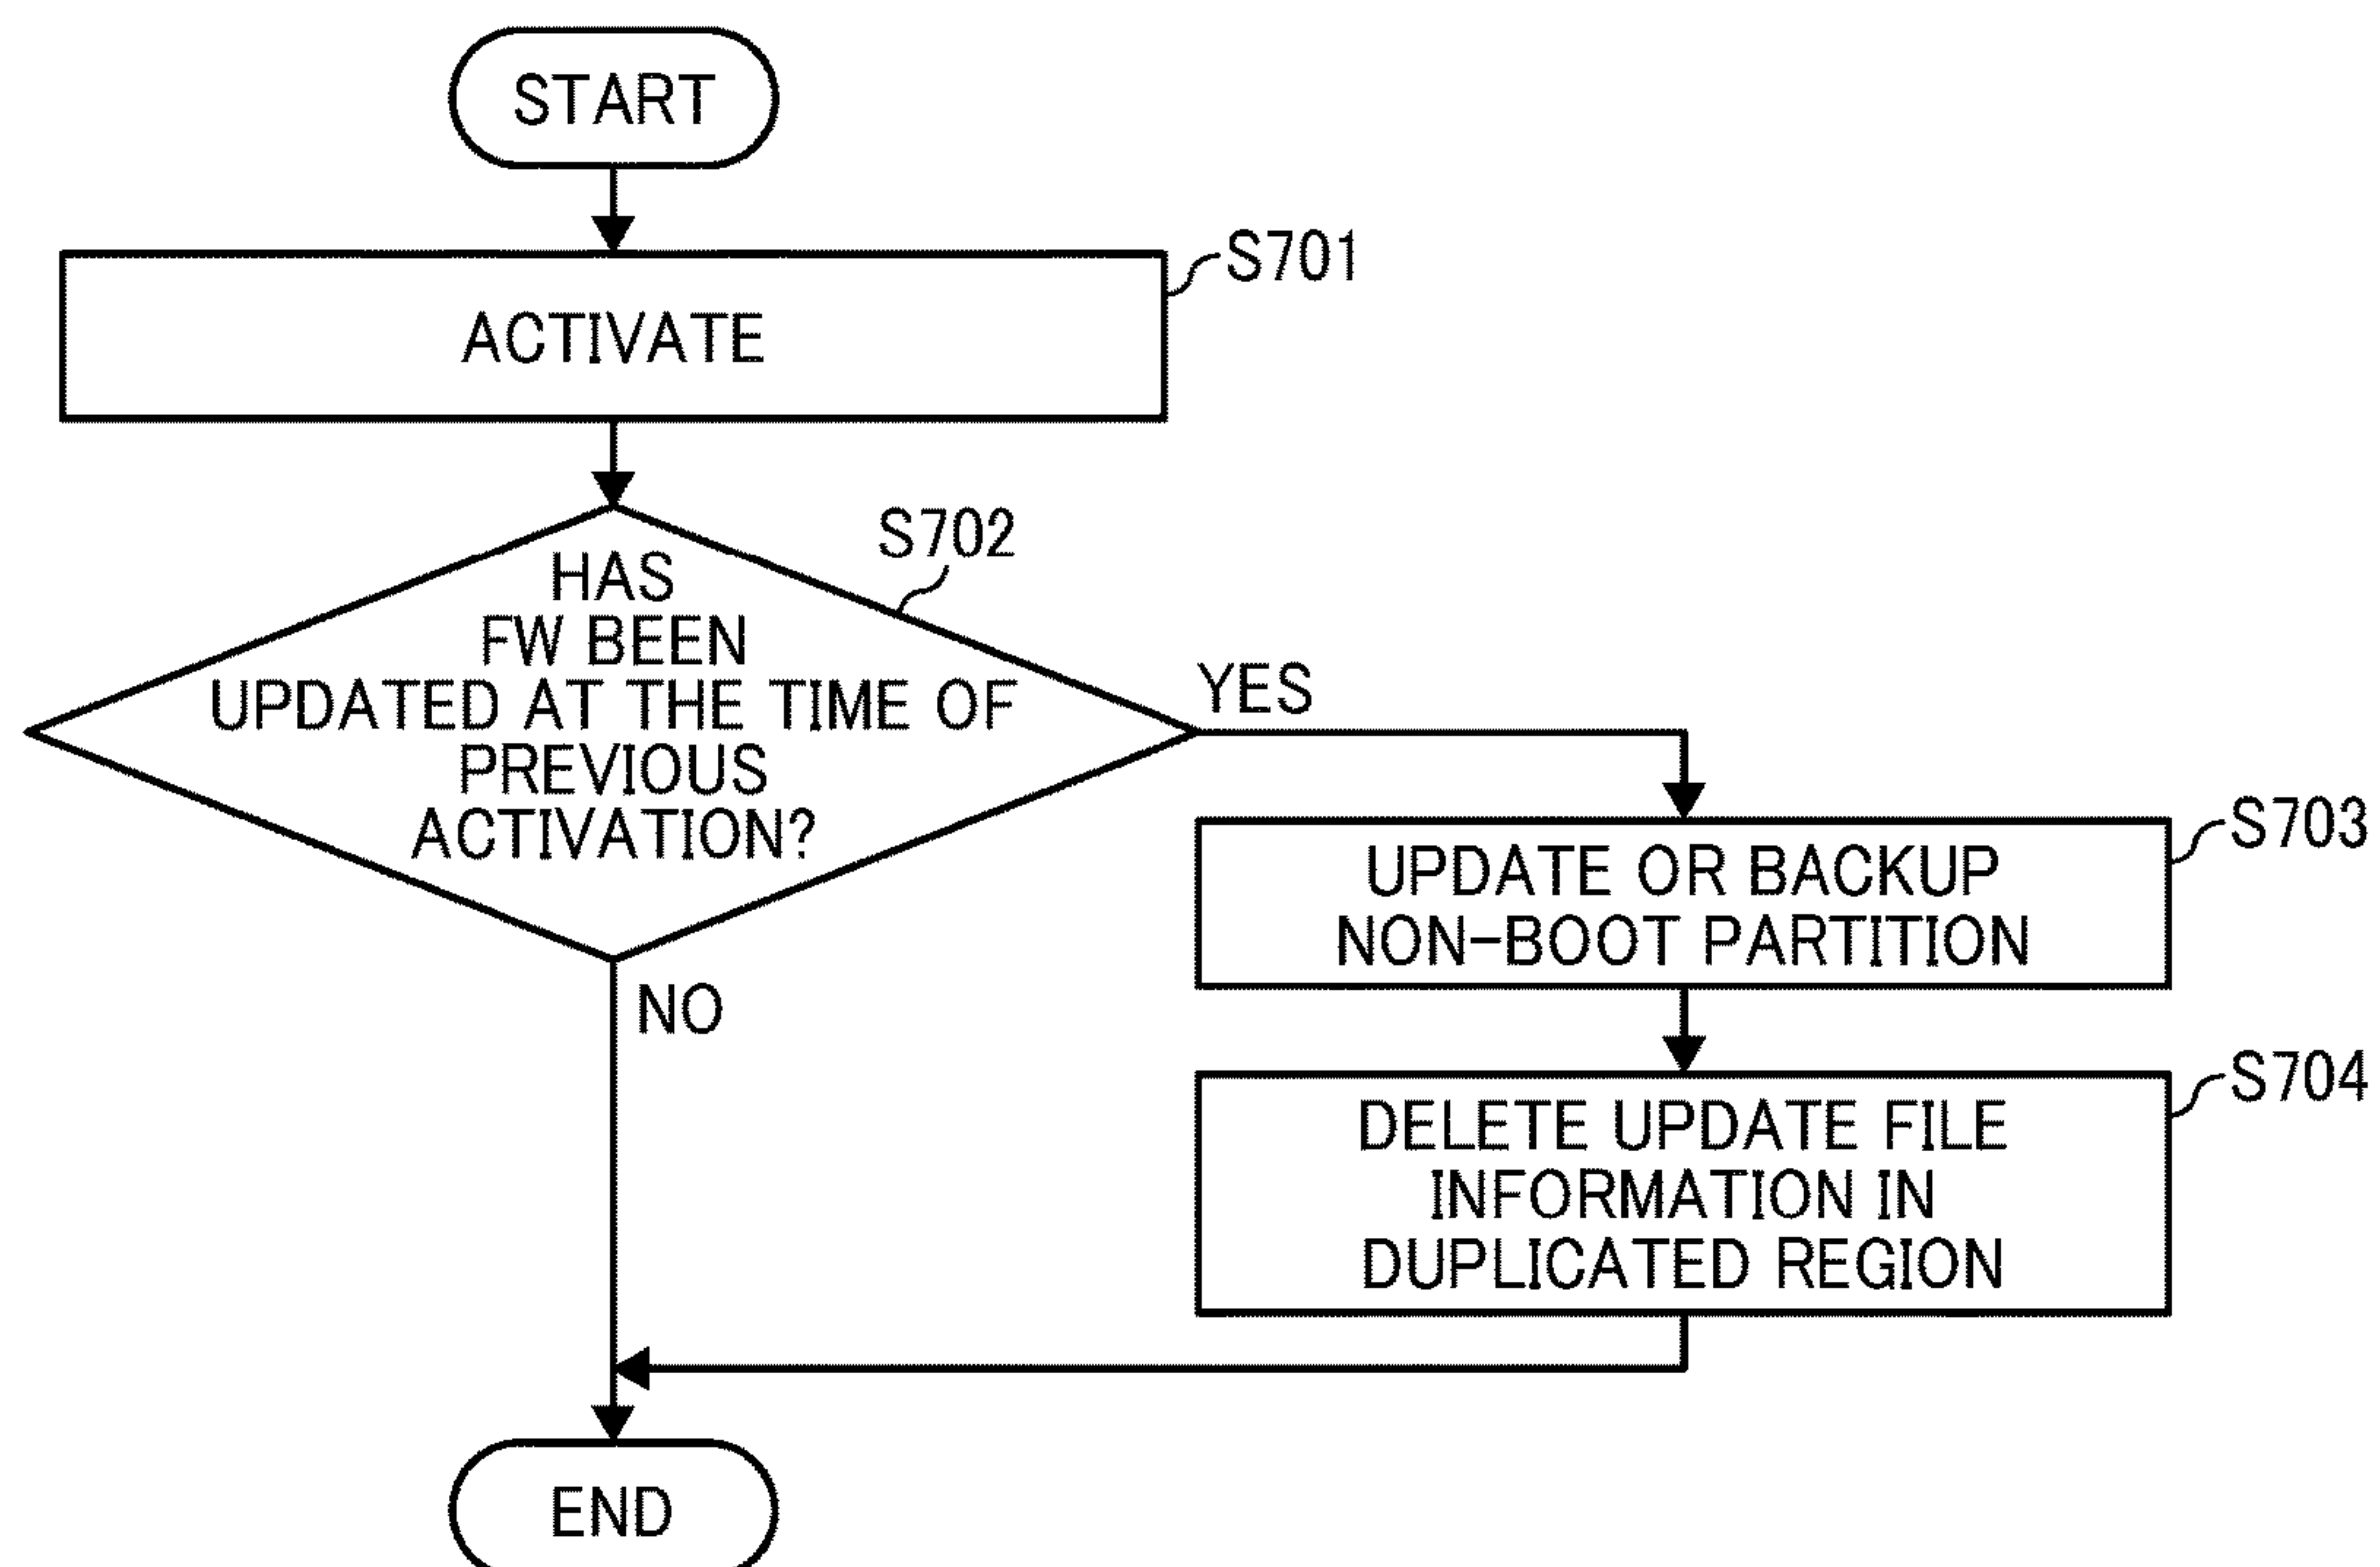 START
S701
ACTIVATE
S702
HAS
FW BEEN
UPDATED AT THE TIME OF
PREVIOUS
ACTIVATION?
YES
NO
S703
UPDATE OR BACKUP
NON-BOOT PARTITION
S704
DELETE UPDATE FILE
INFORMATION IN
DUPLICATED REGION
END